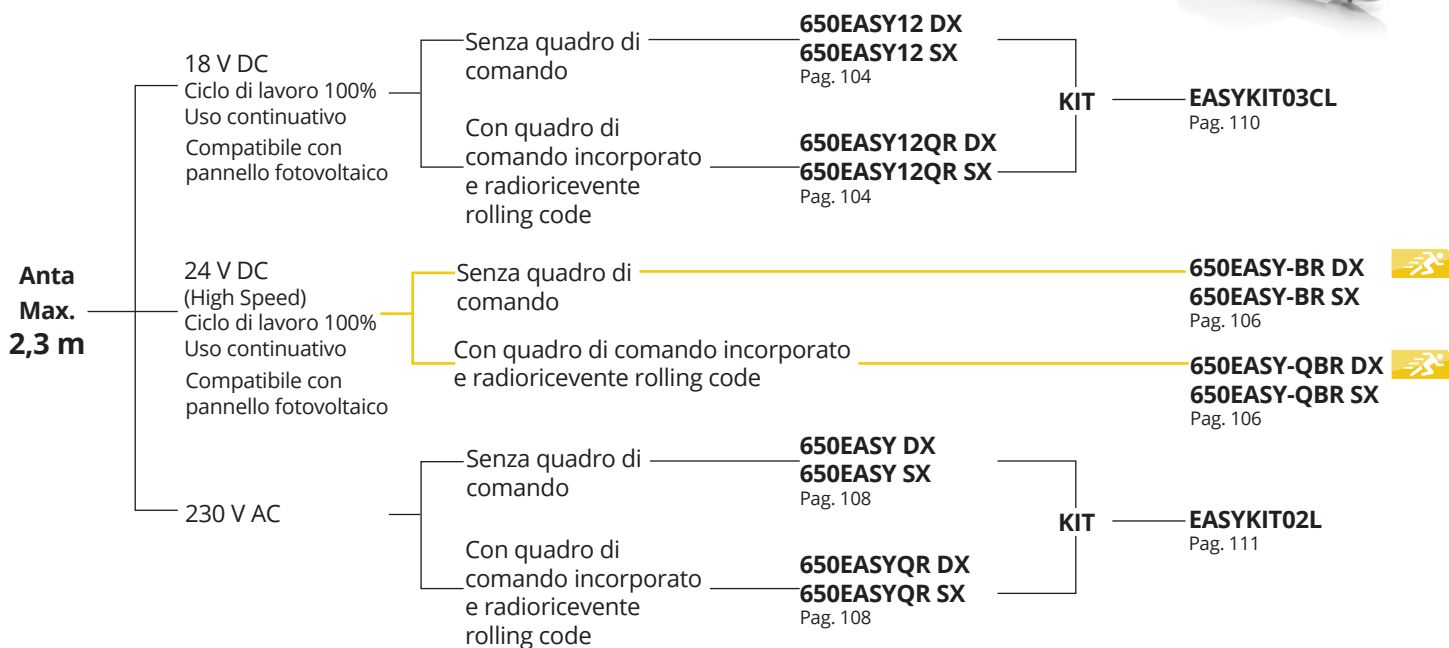 Anta
Max.
2,3 m
18 V DC
Ciclo di lavoro 100%
Uso continuativo
Compatibile con
pannello fotovoltaico
Senza quadro di
comando
650EASY12 DX
650EASY12 SX
Pag. 104
Con quadro di
comando incorporato
e radioricevente
rolling code
650EASY12QR DX
650EASY12QR SX
Pag. 104
KIT
EASYKIT03CL
Pag. 110
24 V DC
(High Speed)
Ciclo di lavoro 100%
Uso continuativo
Compatibile con
pannello fotovoltaico
Senza quadro di
comando
650EASY-BR DX
650EASY-BR SX
Pag. 106
Con quadro di comando incorporato
e radioricevente rolling code
650EASY-QBR DX
650EASY-QBR SX
Pag. 106
230 V AC
Senza quadro di
comando
650EASY DX
650EASY SX
Pag. 108
Con quadro di
comando incorporato
e radioricevente
rolling code
650EASYQR DX
650EASYQR SX
Pag. 108
KIT
EASYKIT02L
Pag. 111